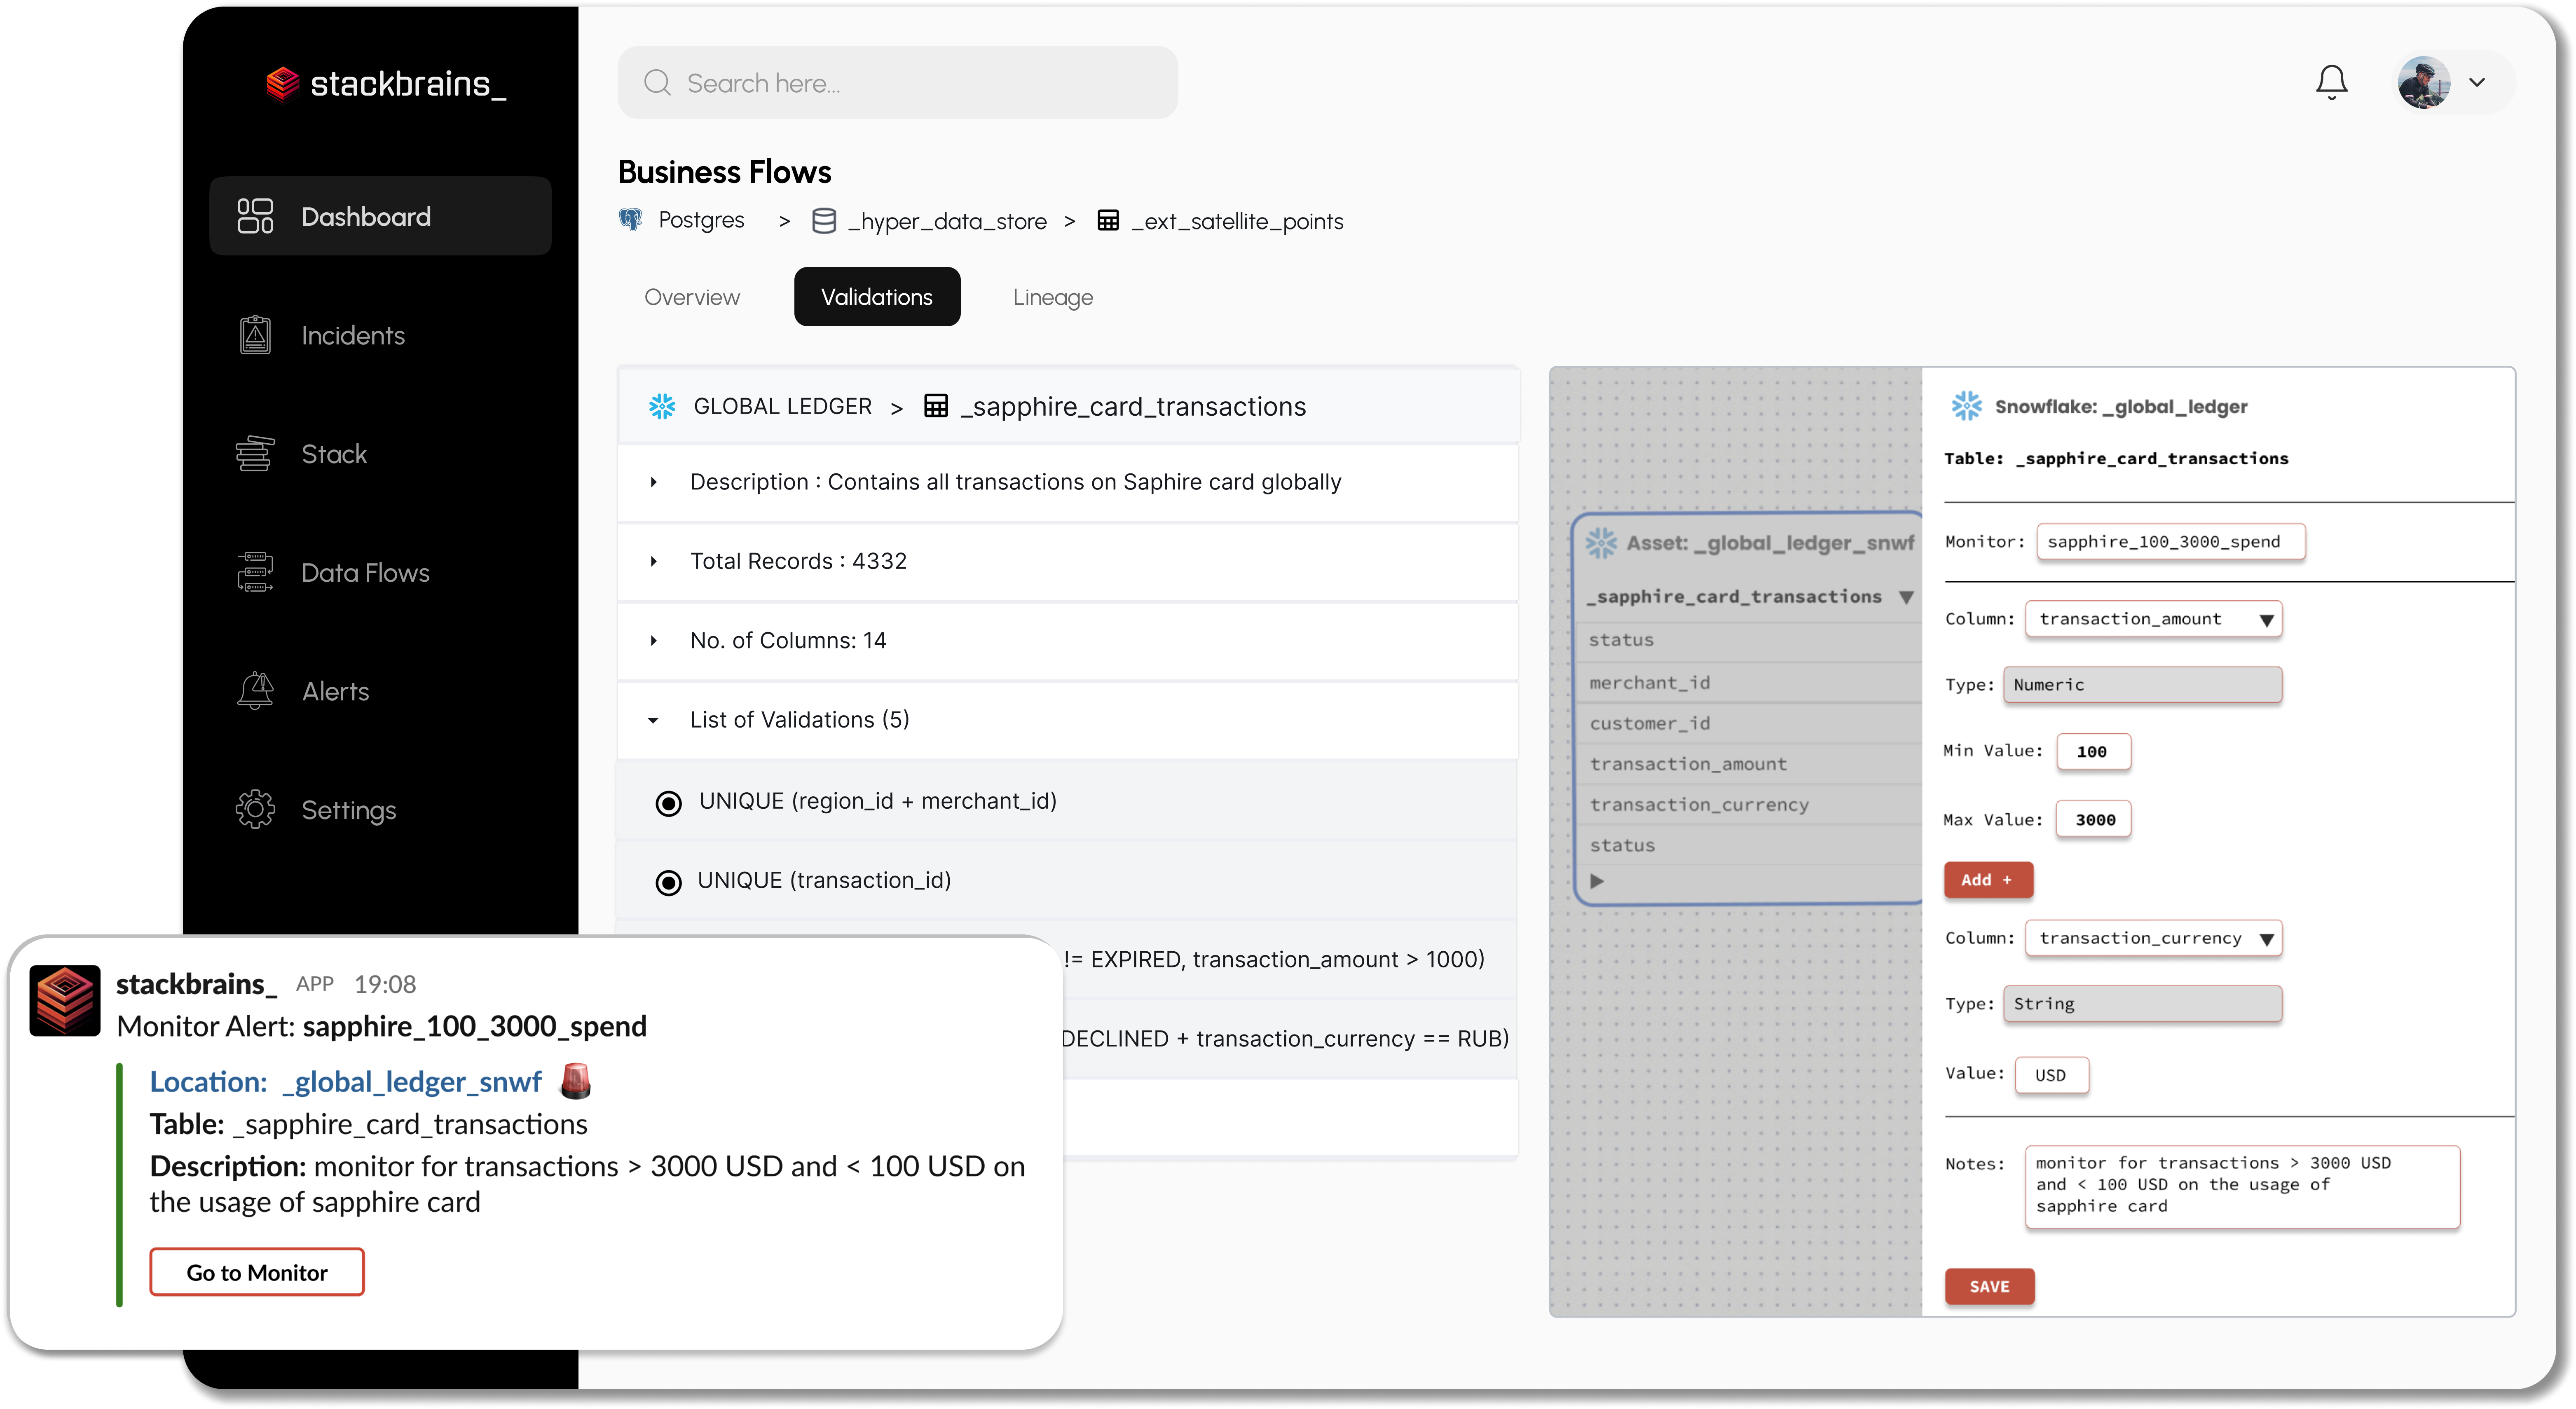 stackbrains_
Search here...
Dashboard
Incidents
Stack
Data Flows
Alerts
Settings
Business Flows
Postgres > _hyper_data_store > _ext_satellite_points
Overview Validations Lineage
GLOBAL LEDGER > _sapphire_card_transactions
Description : Contains all transactions on Saphire card globally
Total Records : 4332
No. of Columns: 14
List of Validations (5)
UNIQUE (region_id + merchant_id)
UNIQUE (transaction_id)
!= EXPIRED, transaction_amount > 1000)
DECLINED + transaction_currency == RUB)
Asset: _global_ledger_snwf
_sapphire_card_transactions
status
merchant_id
customer_id
transaction_amount
transaction_currency
status
Snowflake: _global_ledger
Table: _sapphire_card_transactions
Monitor: sapphire_100_3000_spend
Column: transaction_amount
Type: Numeric
Min Value: 100
Max Value: 3000
Add +
Column: transaction_currency
Type: String
Value: USD
Notes: monitor for transactions > 3000 USD
and < 100 USD on the usage of
sapphire card
SAVE
stackbrains_ APP 19:08
Monitor Alert: sapphire_100_3000_spend
Location: _global_ledger_snwf
Table: _sapphire_card_transactions
Description: monitor for transactions > 3000 USD and < 100 USD on
the usage of sapphire card
Go to Monitor